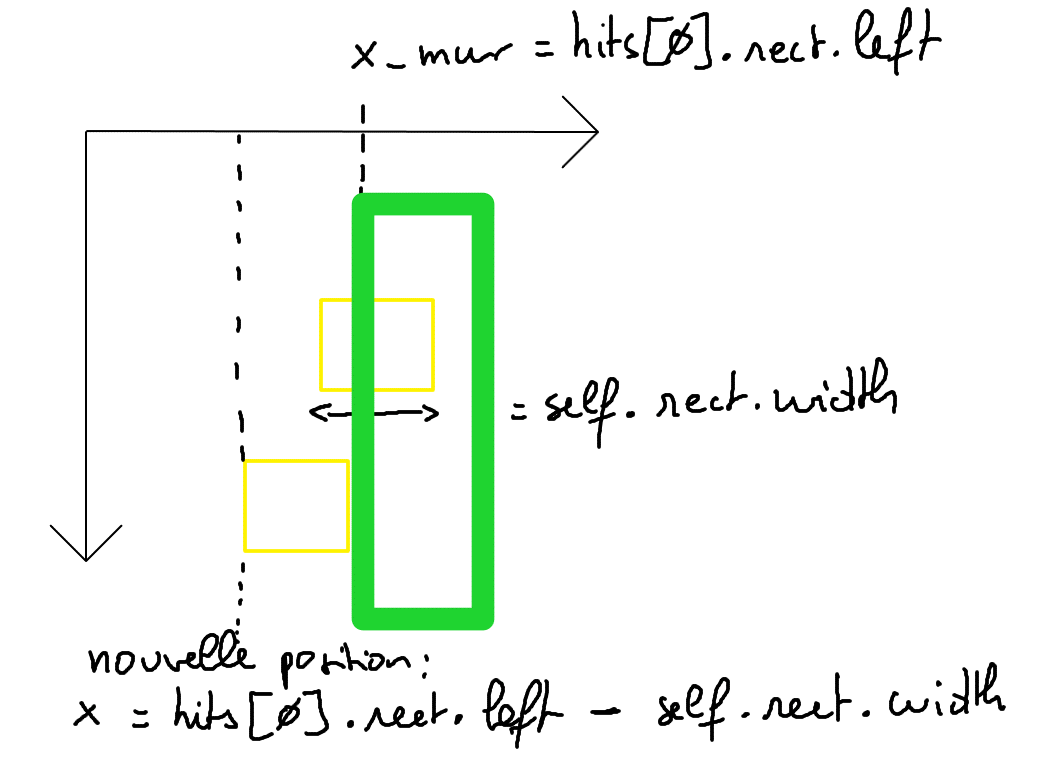 x_mur = hits[0].rect.left
= self.rect.width
nouvelle position:
x = hits[0].rect.left - self.rect.width